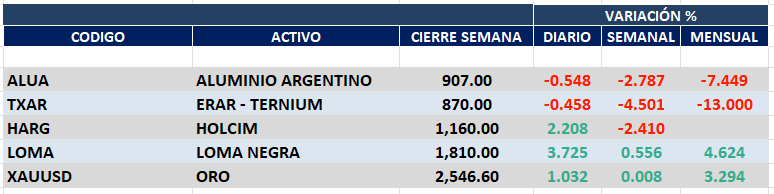 VARIACIÓN %
CODIGO ACTIVO CIERRE SEMANA DIARIO SEMANAL MENSUAL
ALUA ALUMINIO ARGENTINO 907.00 -0.548 -2.787 -7.449
TXAR ERAR - TERNIUM 870.00 -0.458 -4.501 -13.000
HARG HOLCIM 1,160.00 2.208 -2.410
LOMA LOMA NEGRA 1,810.00 3.725 0.556 4.624
XAUUSD ORO 2,546.60 1.032 0.008 3.294